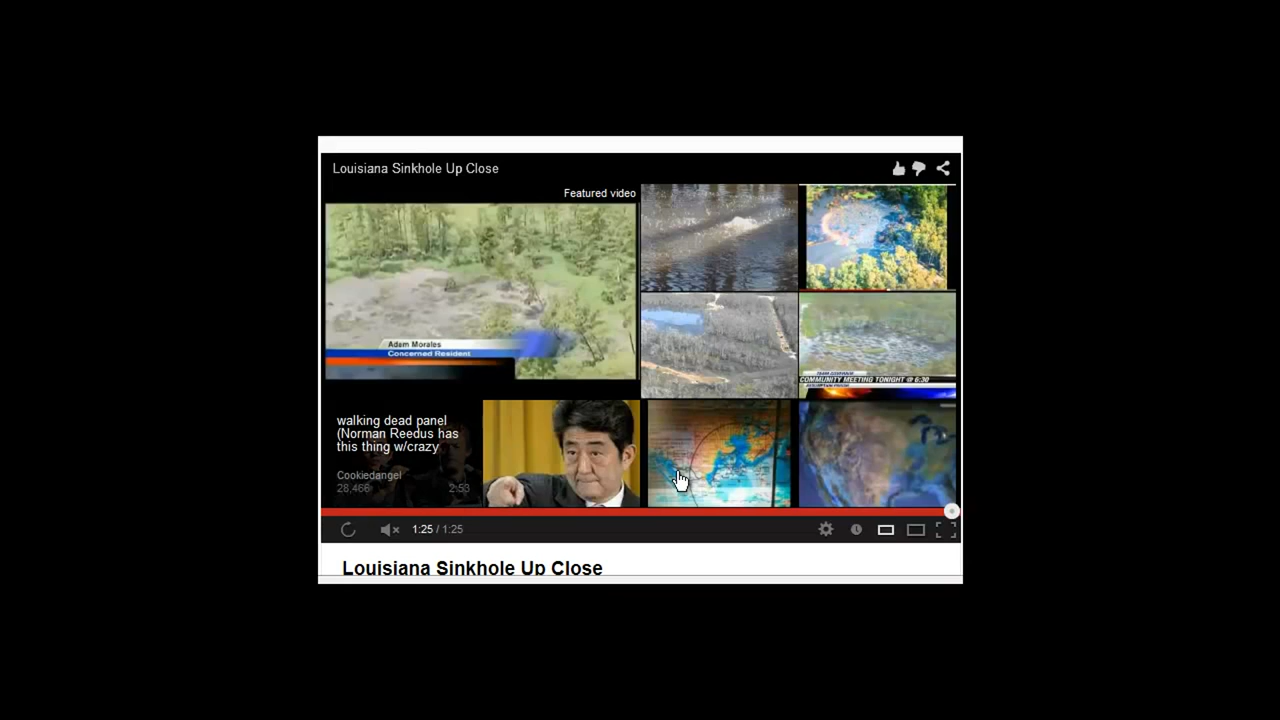 Louisiana Sinkhole Up Close
Featured video
Adam Morales
Concerned Resident
COMMUNITY MEETING TONIGHT @ 6:30
walking dead panel
(Norman Reedus has
this thing w/crazy
Cookiedangel
28,466 2:53
1:25 / 1:25
Louisiana Sinkhole Up Close